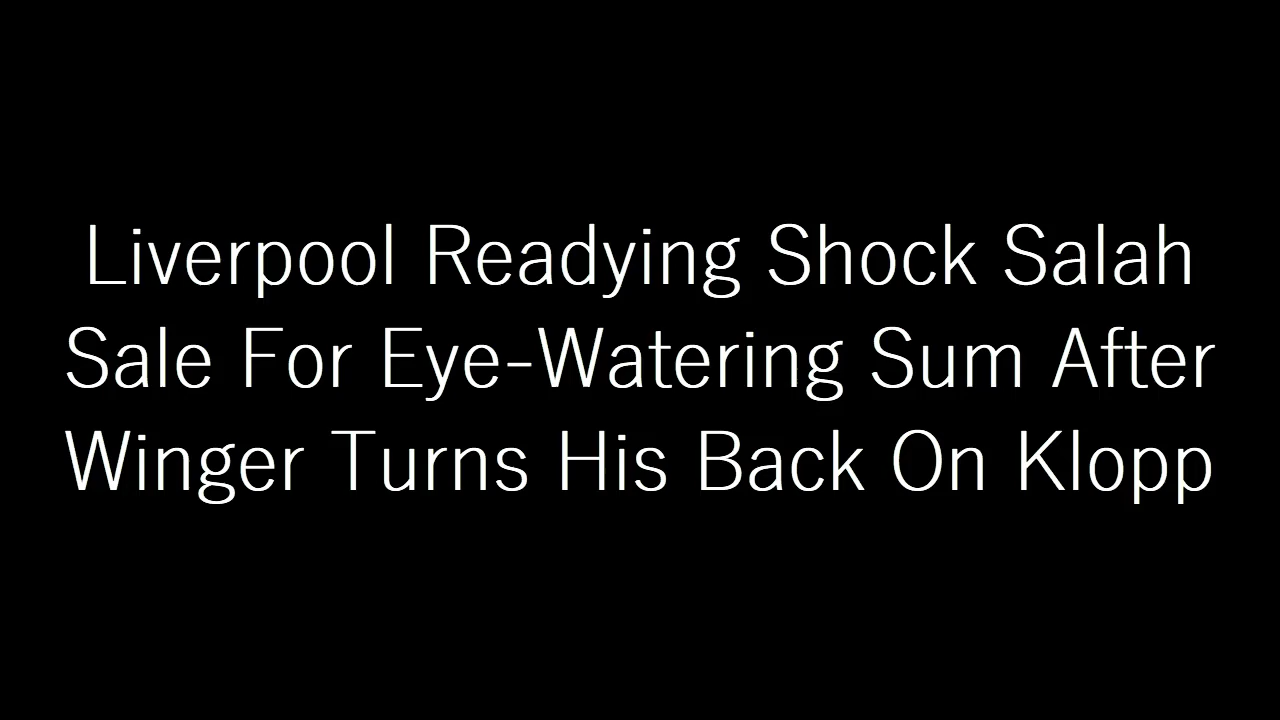 Liverpool Readying Shock Salah
Sale For Eye-Watering Sum After
Winger Turns His Back On Klopp